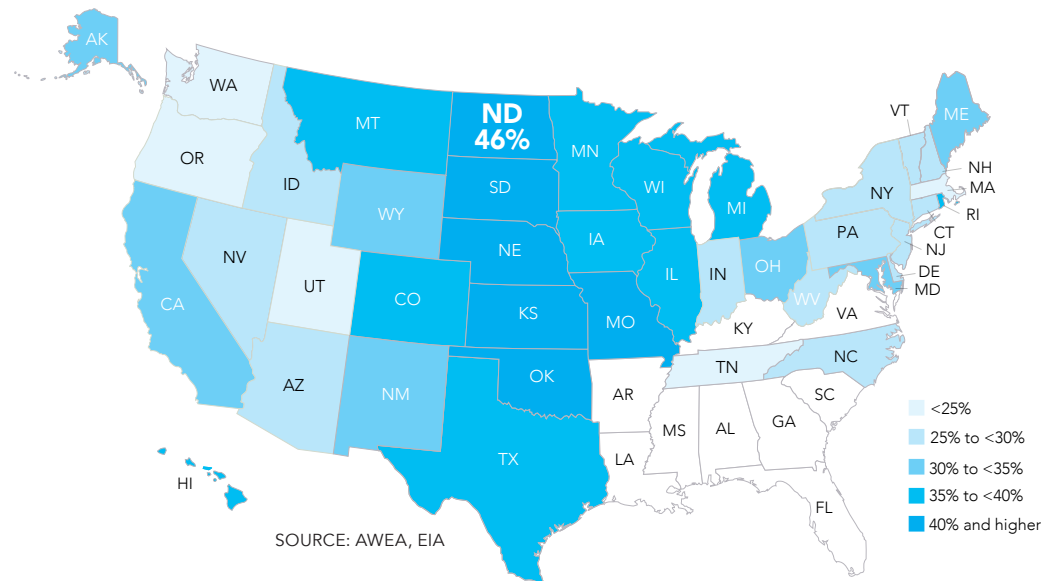 AK
WA
MT
ND
46%
MN
VT
ME
OR
ID
SD
WI
MI
NY
NH
MA
RI
WY
NE
IA
PA
CT
NJ
NV
UT
CO
IL
IN
OH
DE
MD
CA
KS
MO
WV
VA
KY
AZ
NM
OK
TN
NC
AR
SC
TX
MS
AL
GA
LA
HI
FL
<25%
25% to <30%
30% to <35%
35% to <40%
40% and higher
SOURCE: AWEA, EIA